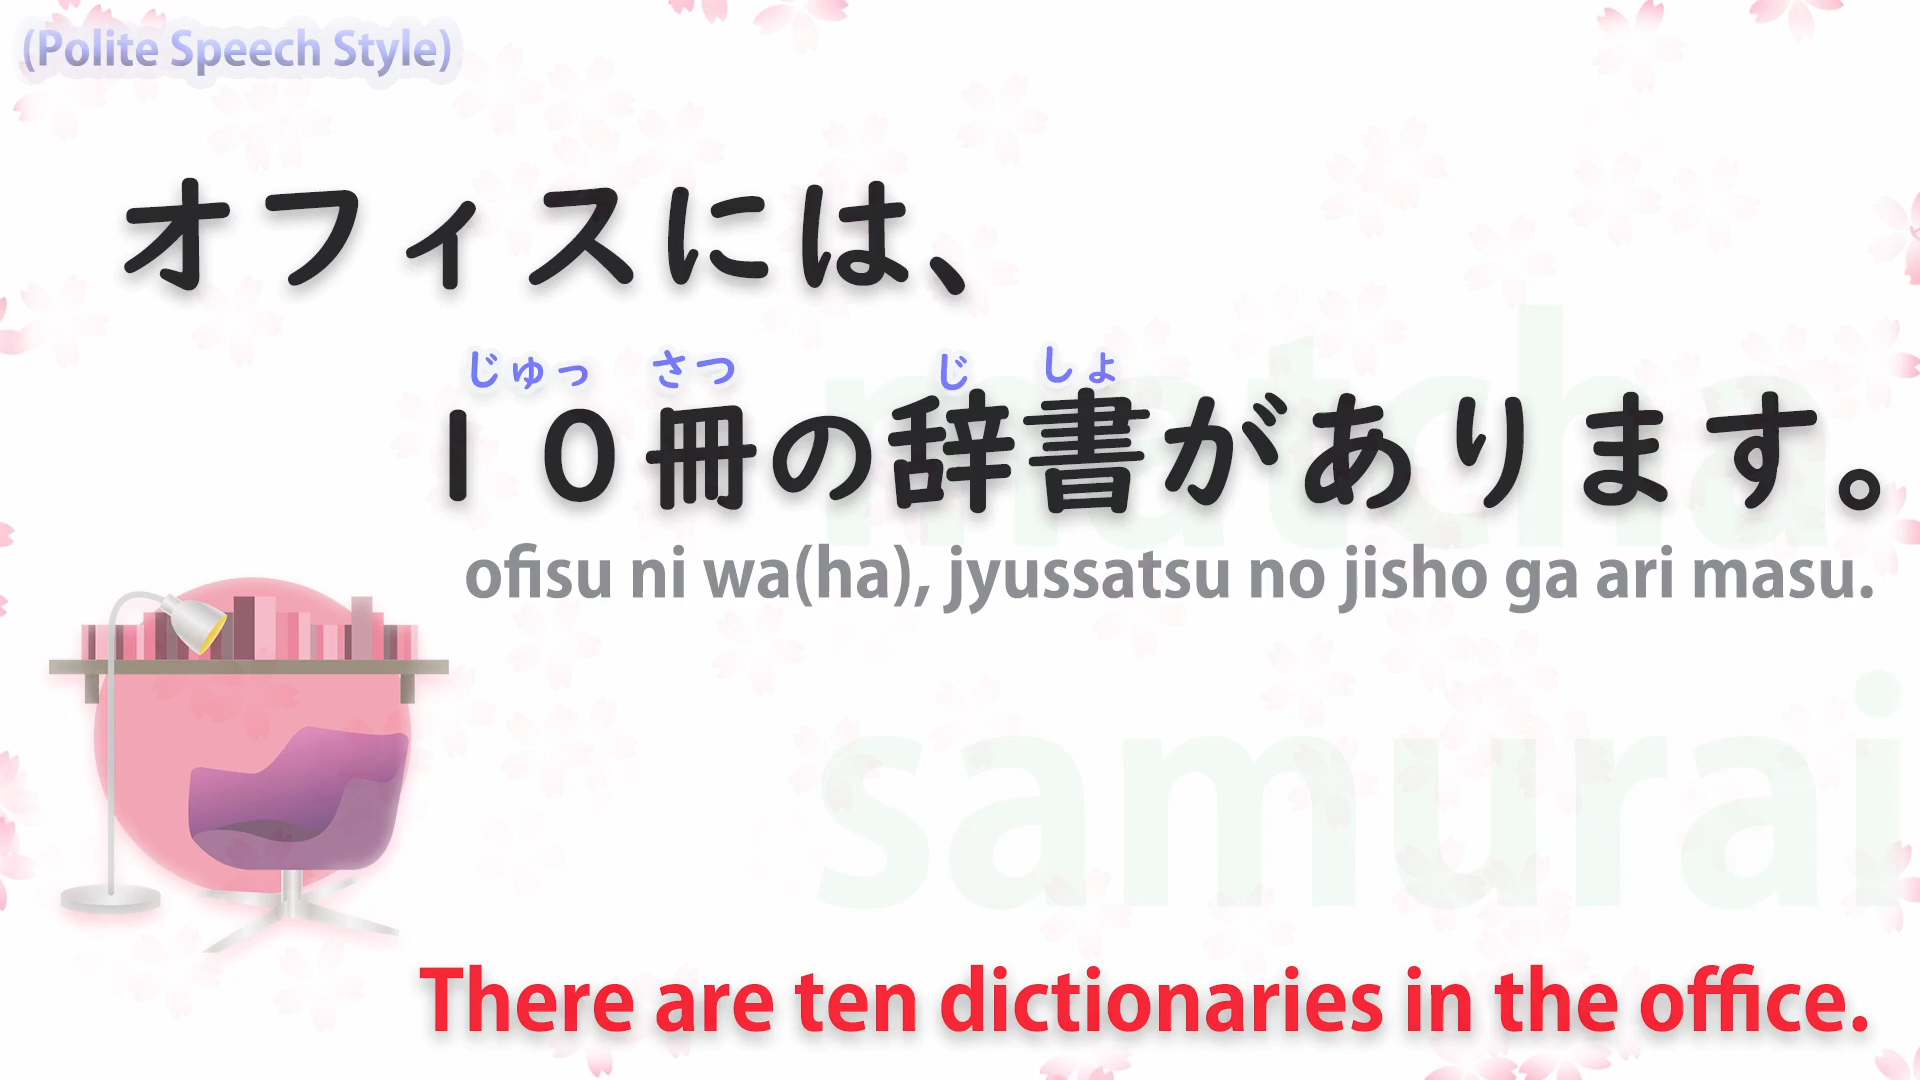 (Polite Speech Style)
オフィスには、
じゅっ さつ じ しょ
１０冊の辞書があります。
ofisu ni wa(ha), jyussatsu no jisho ga ari masu.
matcha
samurai
There are ten dictionaries in the office.